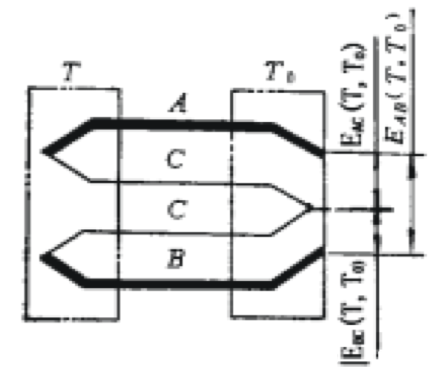 T
T₀
A
C
C
B
E_AC(T, T₀)
E_AB(T, T₀)
E_BC(T, T₀)